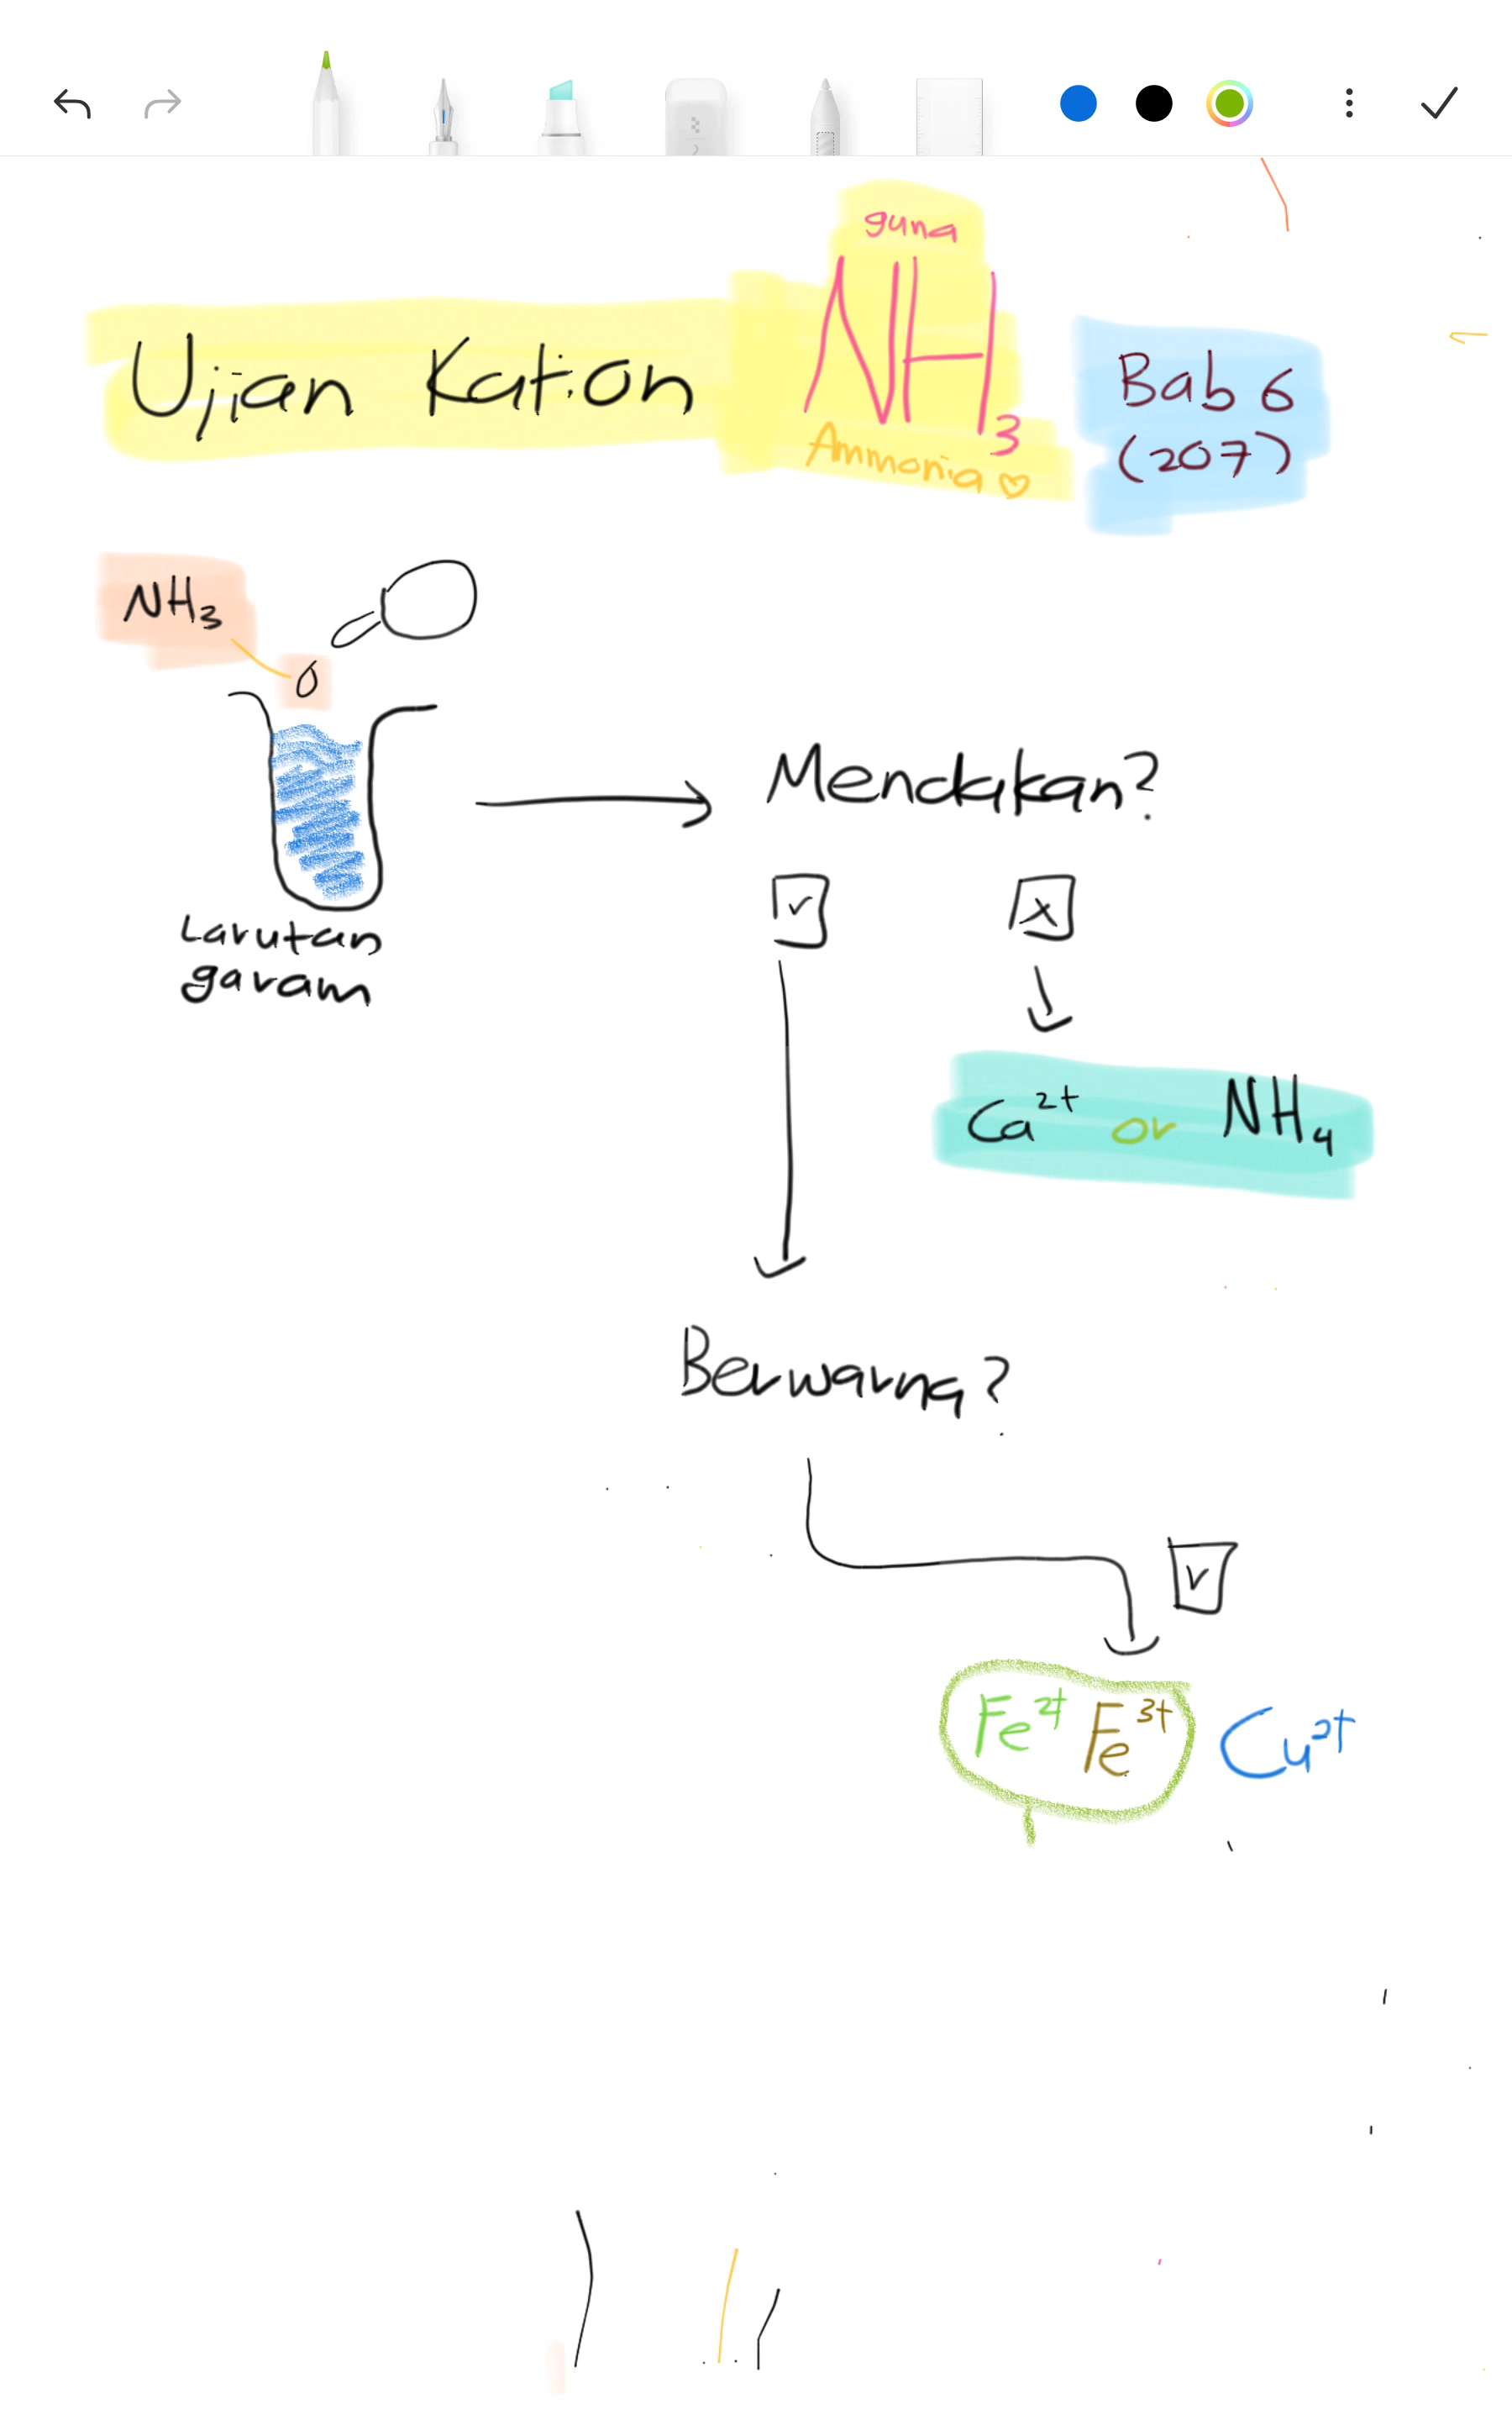 guna
Ujian Kation NH₃
Ammonia ♡
Bab 6
(207)
NH₃
Larutan
garam
Mendakan?
✓ X
Ca²⁺ or NH₄
Berwarna?
✓
Fe²⁺ Fe³⁺ Cu²⁺